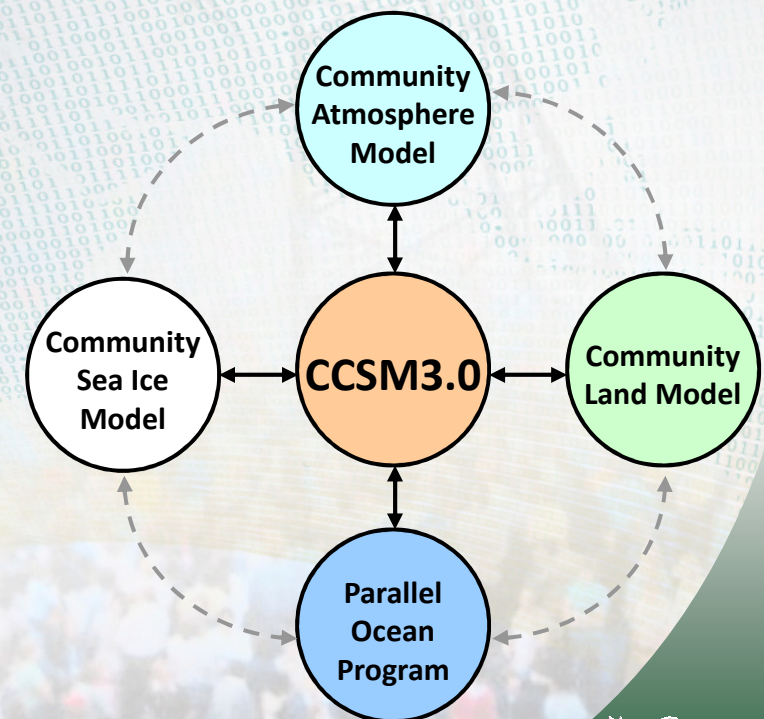 Community
Atmosphere
Model
Community
Sea Ice
Model
CCSM3.0
Community
Land Model
Parallel
Ocean
Program